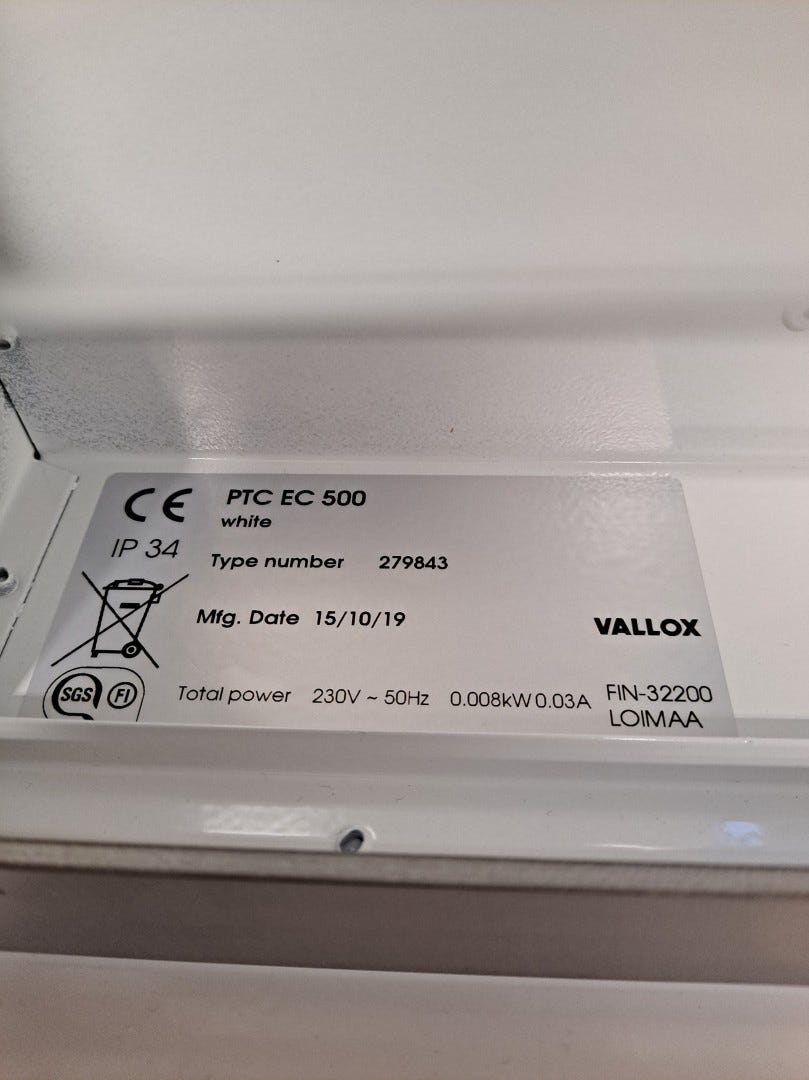 CE PTC EC 500
white
IP 34
Type number 279843
Mfg. Date 15/10/19
VALLOX
SGS FI
Total power 230V ~ 50Hz 0.008kW 0.03A FIN-32200
LOIMAA